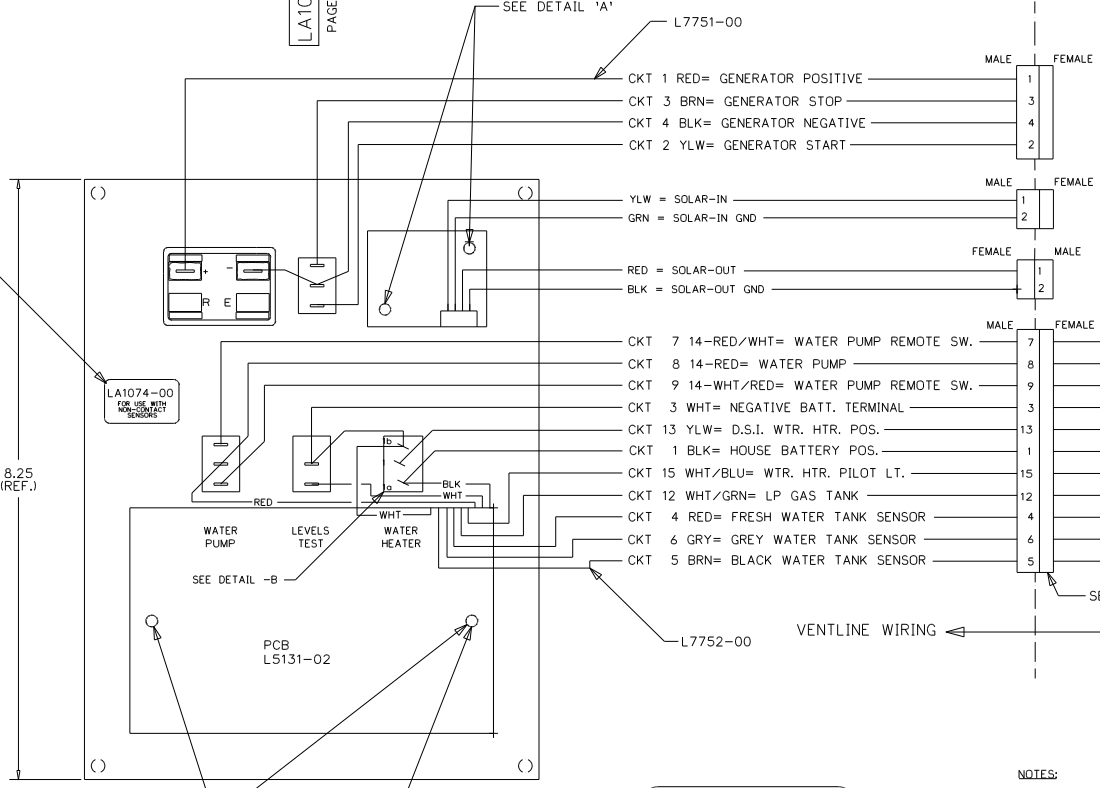 LA10
PAGE
SEE DETAIL 'A'
L7751-00
MALE FEMALE
CKT 1 RED= GENERATOR POSITIVE 1
CKT 3 BRN= GENERATOR STOP 3
CKT 4 BLK= GENERATOR NEGATIVE 4
CKT 2 YLW= GENERATOR START 2
MALE FEMALE
YLW = SOLAR-IN 1
GRN = SOLAR-IN GND 2
FEMALE MALE
RED = SOLAR-OUT 1
BLK = SOLAR-OUT GND 2
+ -
R E
MALE FEMALE
CKT 7 14-RED/WHT= WATER PUMP REMOTE SW. 7
CKT 8 14-RED= WATER PUMP 8
CKT 9 14-WHT/RED= WATER PUMP REMOTE SW. 9
CKT 3 WHT= NEGATIVE BATT. TERMINAL 3
CKT 13 YLW= D.S.I. WTR. HTR. POS. 13
CKT 1 BLK= HOUSE BATTERY POS. 1
CKT 15 WHT/BLU= WTR. HTR. PILOT LT. 15
CKT 12 WHT/GRN= LP GAS TANK 12
CKT 4 RED= FRESH WATER TANK SENSOR 4
CKT 6 GRY= GREY WATER TANK SENSOR 6
CKT 5 BRN= BLACK WATER TANK SENSOR 5
LA1074-00
FOR USE WITH
NON-CONTACT
SENSORS
8.25
(REF.)
1b
1
1a
BLK
WHT
RED
WHT
WATER
PUMP
LEVELS
TEST
WATER
HEATER
SEE DETAIL -B
PCB
L5131-02
L7752-00
VENTLINE WIRING
SE
NOTES: